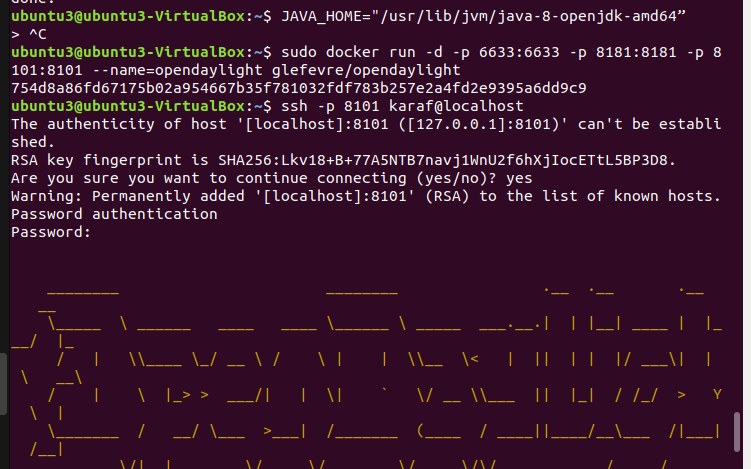 done.
ubuntu3@ubuntu3-VirtualBox:~$ JAVA_HOME="/usr/lib/jvm/java-8-openjdk-amd64”
> ^C
ubuntu3@ubuntu3-VirtualBox:~$ sudo docker run -d -p 6633:6633 -p 8181:8181 -p 8
101:8101 --name=opendaylight glefevre/opendaylight
754d8a86fd67175b02a954667b35f781032fdf783b257e2a4fd2e9395a6dd9c9
ubuntu3@ubuntu3-VirtualBox:~$ ssh -p 8101 karaf@localhost
The authenticity of host '[localhost]:8101 ([127.0.0.1]:8101)' can't be establi
shed.
RSA key fingerprint is SHA256:Lkv18+B+77A5NTB7navj1WnU2f6hXjIocETtL5BP3D8.
Are you sure you want to continue connecting (yes/no)? yes
Warning: Permanently added '[localhost]:8101' (RSA) to the list of known hosts.
Password authentication
Password:
    ________                       ________                .__  .__       .__
   __
    \_____  \ ______   ____   ____ \______ \ _____  ___.__.|  | |__| ____ |  |_
__/  |_
     /   |   \\____ \_/ __ \ /    \ |    |  \\__  \<   |  ||  | |  |/ ___\|  |
 \   __\
    /    |    \  |_> >  ___/|   |  \|    `   \/ __ \\___  ||  |_|  / /_/  >   Y
  \  |
    \_______  /   __/ \___  >___|  /_______  (____  / ____||____/__\___  /|___|
  /__|
            \/|__|        \/     \/        \/     \/\/            /_____/